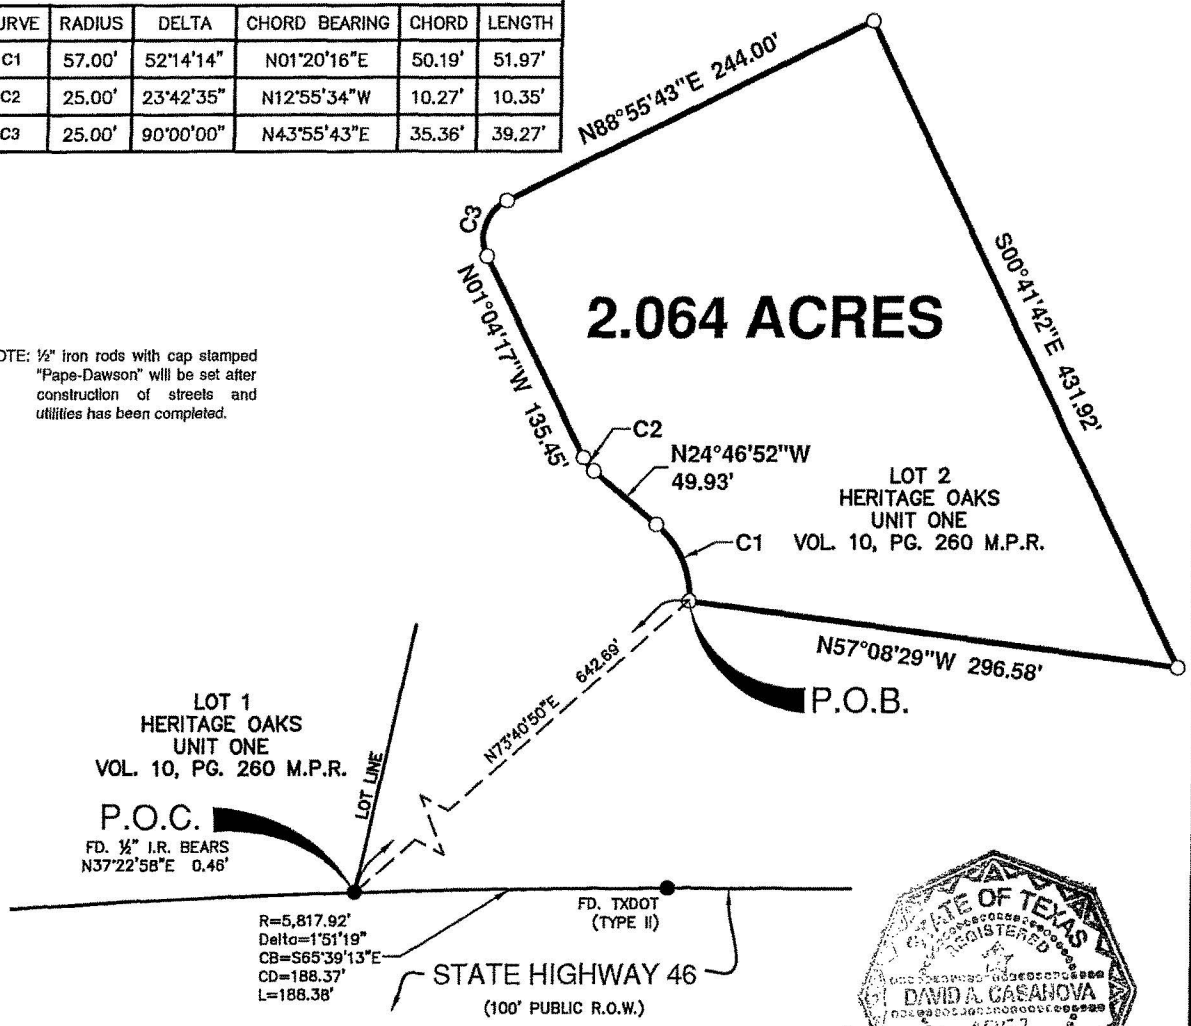 URVE RADIUS DELTA CHORD BEARING CHORD LENGTH
C1 57.00' 52°14'14" N01°20'16"E 50.19' 51.97'
C2 25.00' 23°42'35" N12°55'34"W 10.27' 10.35'
C3 25.00' 90°00'00" N43°55'43"E 35.36' 39.27'
N88°55'43"E 244.00'
C3
N01°04'17"W 135.45'
2.064 ACRES
S00°41'42"E 431.92'
OTE: ½" iron rods with cap stamped
"Pape-Dawson" will be set after
construction of streets and
utilities has been completed.
C2
N24°46'52"W
49.93'
LOT 2
HERITAGE OAKS
UNIT ONE
VOL. 10, PG. 260 M.P.R.
C1
N57°08'29"W 296.58'
P.O.B.
N73°40'50"E 642.69'
LOT 1
HERITAGE OAKS
UNIT ONE
VOL. 10, PG. 260 M.P.R.
LOT LINE
P.O.C.
FD. ½" I.R. BEARS
N37°22'58"E 0.46'
R=5,817.92'
Delta=1°51'19"
CB=S65°39'13"E
CD=188.37'
L=188.38'
FD. TXDOT
(TYPE II)
STATE HIGHWAY 46
(100' PUBLIC R.O.W.)
STATE OF TEXAS
REGISTERED
DAVID A. CASANOVA